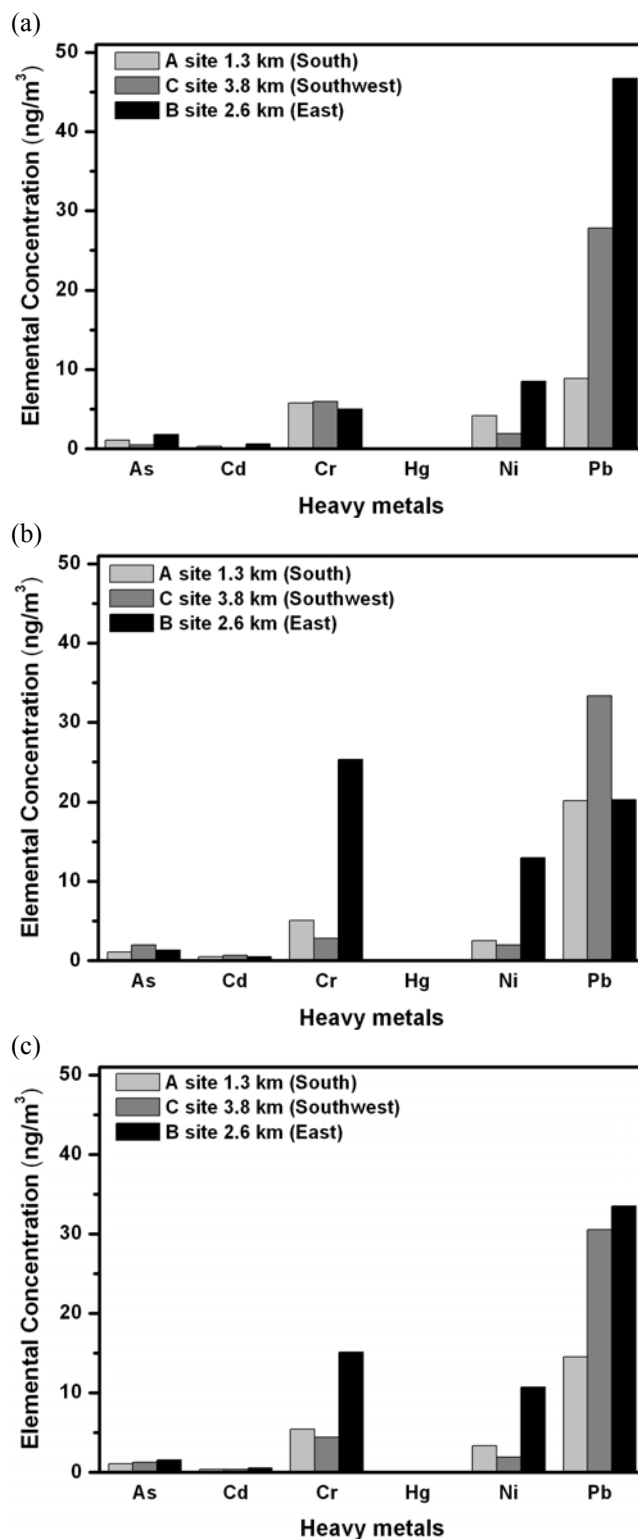 (a)
50
40
30
20
10
0
Elemental Concentration (ng/m³)
A site 1.3 km (South)
C site 3.8 km (Southwest)
B site 2.6 km (East)
As Cd Cr Hg Ni Pb
Heavy metals
(b)
50
40
30
20
10
0
Elemental Concentration (ng/m³)
A site 1.3 km (South)
C site 3.8 km (Southwest)
B site 2.6 km (East)
As Cd Cr Hg Ni Pb
Heavy metals
(c)
50
40
30
20
10
0
Elemental Concentration (ng/m³)
A site 1.3 km (South)
C site 3.8 km (Southwest)
B site 2.6 km (East)
As Cd Cr Hg Ni Pb
Heavy metals